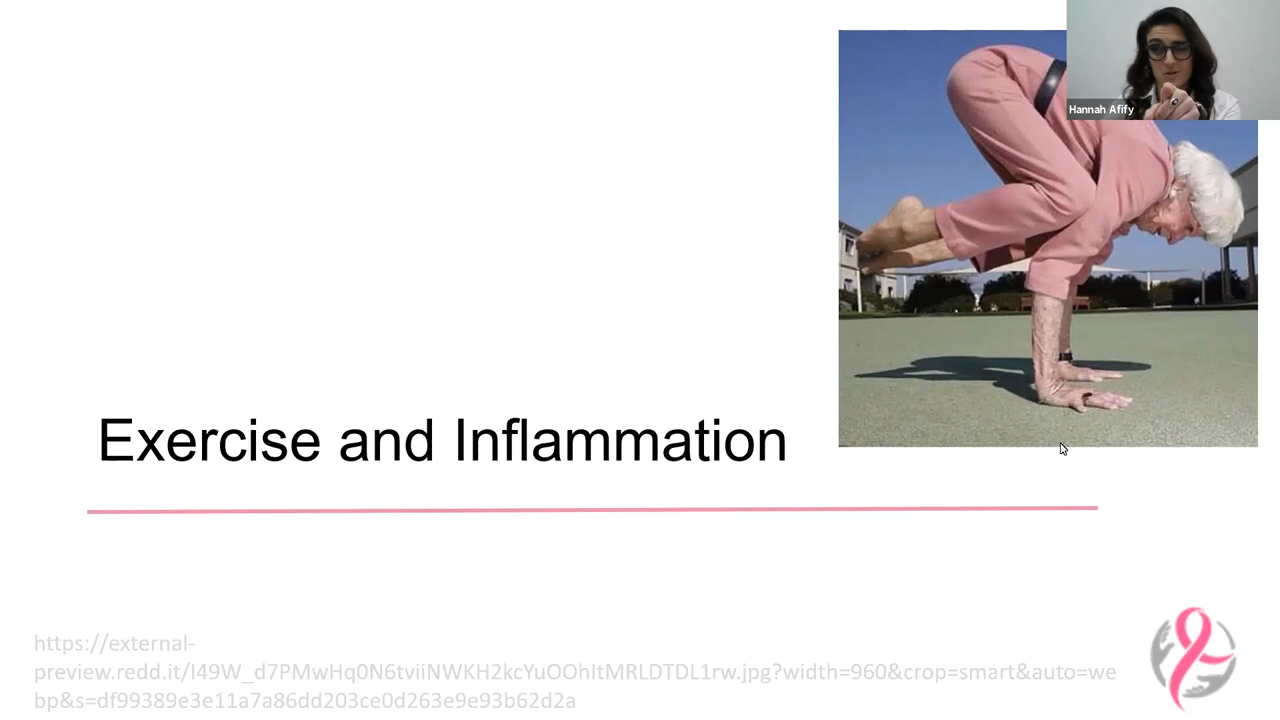 Hannah Afify
Exercise and Inflammation
https://external-
preview.redd.it/I49W_d7PMwHq0N6tviiNWKH2kcYuOOhItMRLDTDL1rw.jpg?width=960&crop=smart&auto=we
bp&s=df99389e3e11a7a86dd203ce0d263e9e93b62d2a